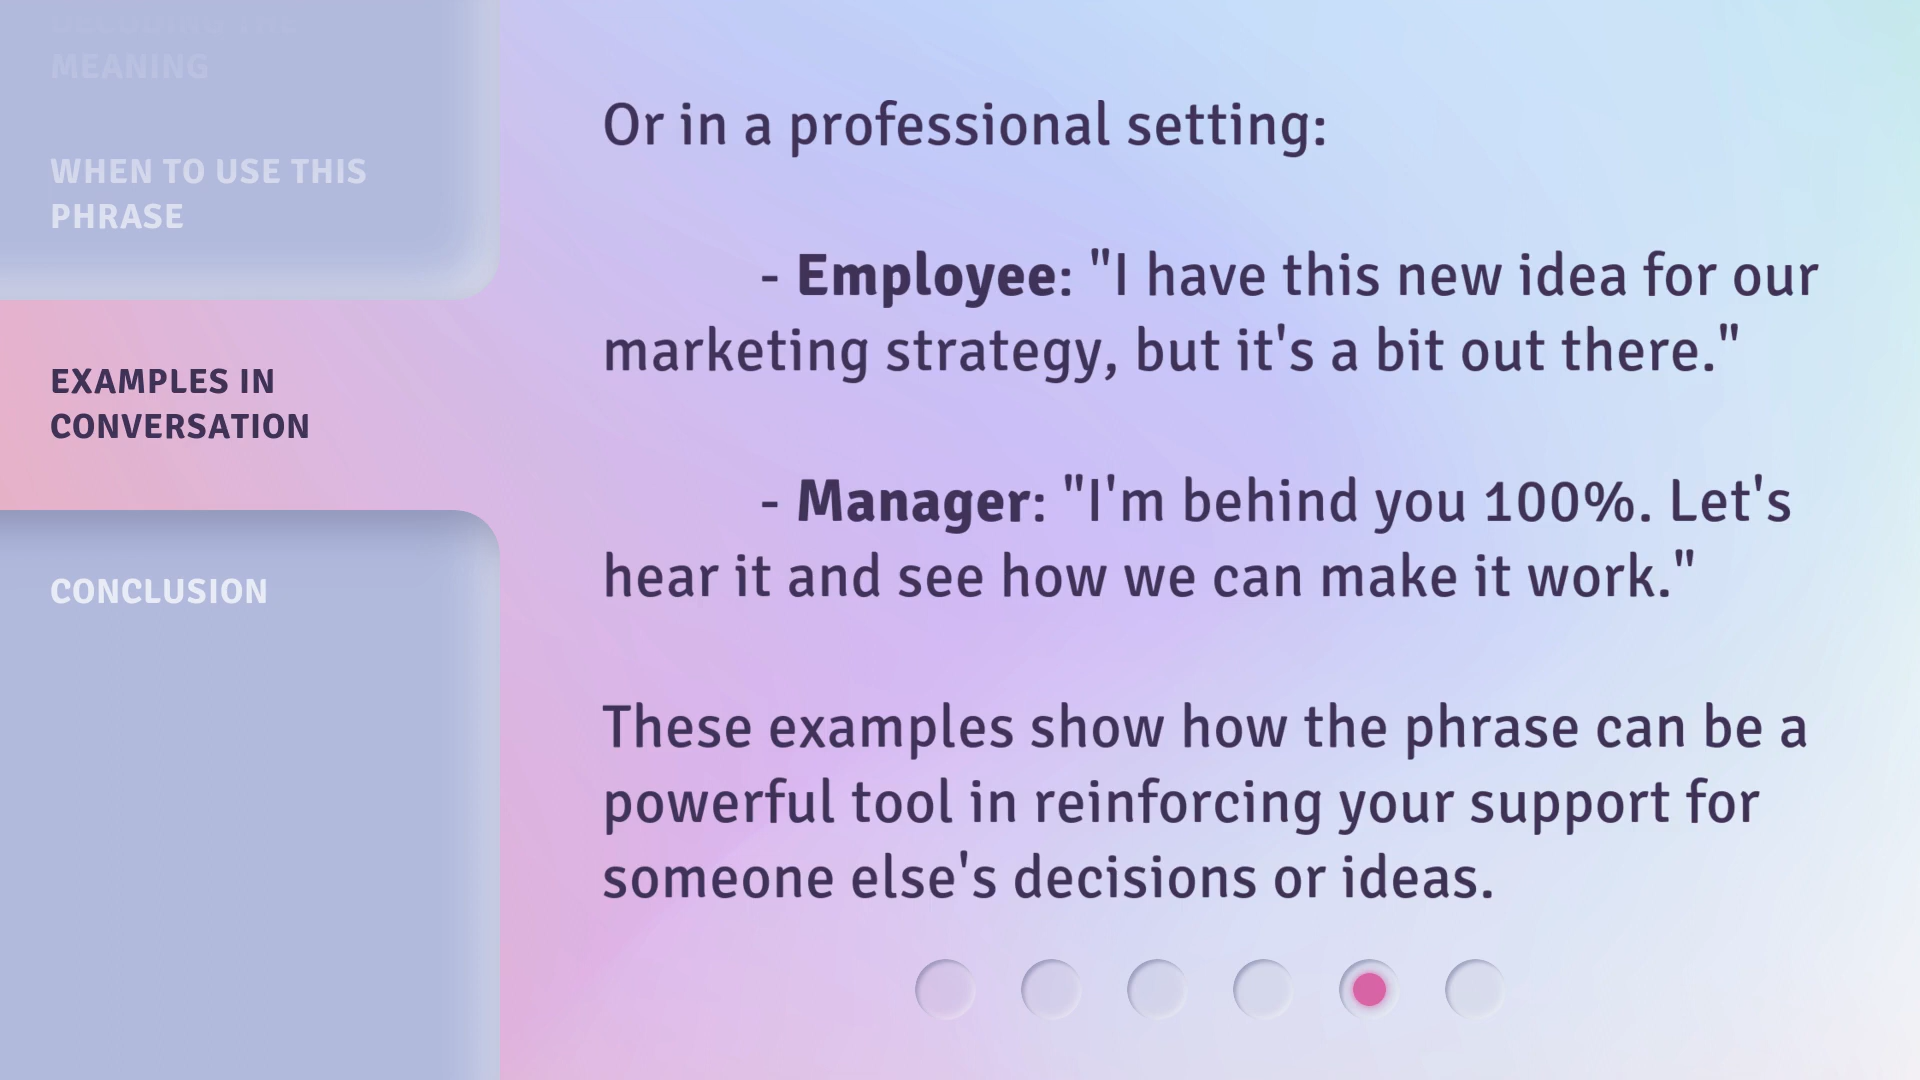 MEANING
WHEN TO USE THIS
PHRASE
EXAMPLES IN
CONVERSATION
CONCLUSION
Or in a professional setting:
- Employee: "I have this new idea for our
marketing strategy, but it's a bit out there."
- Manager: "I'm behind you 100%. Let's
hear it and see how we can make it work."
These examples show how the phrase can be a
powerful tool in reinforcing your support for
someone else's decisions or ideas.